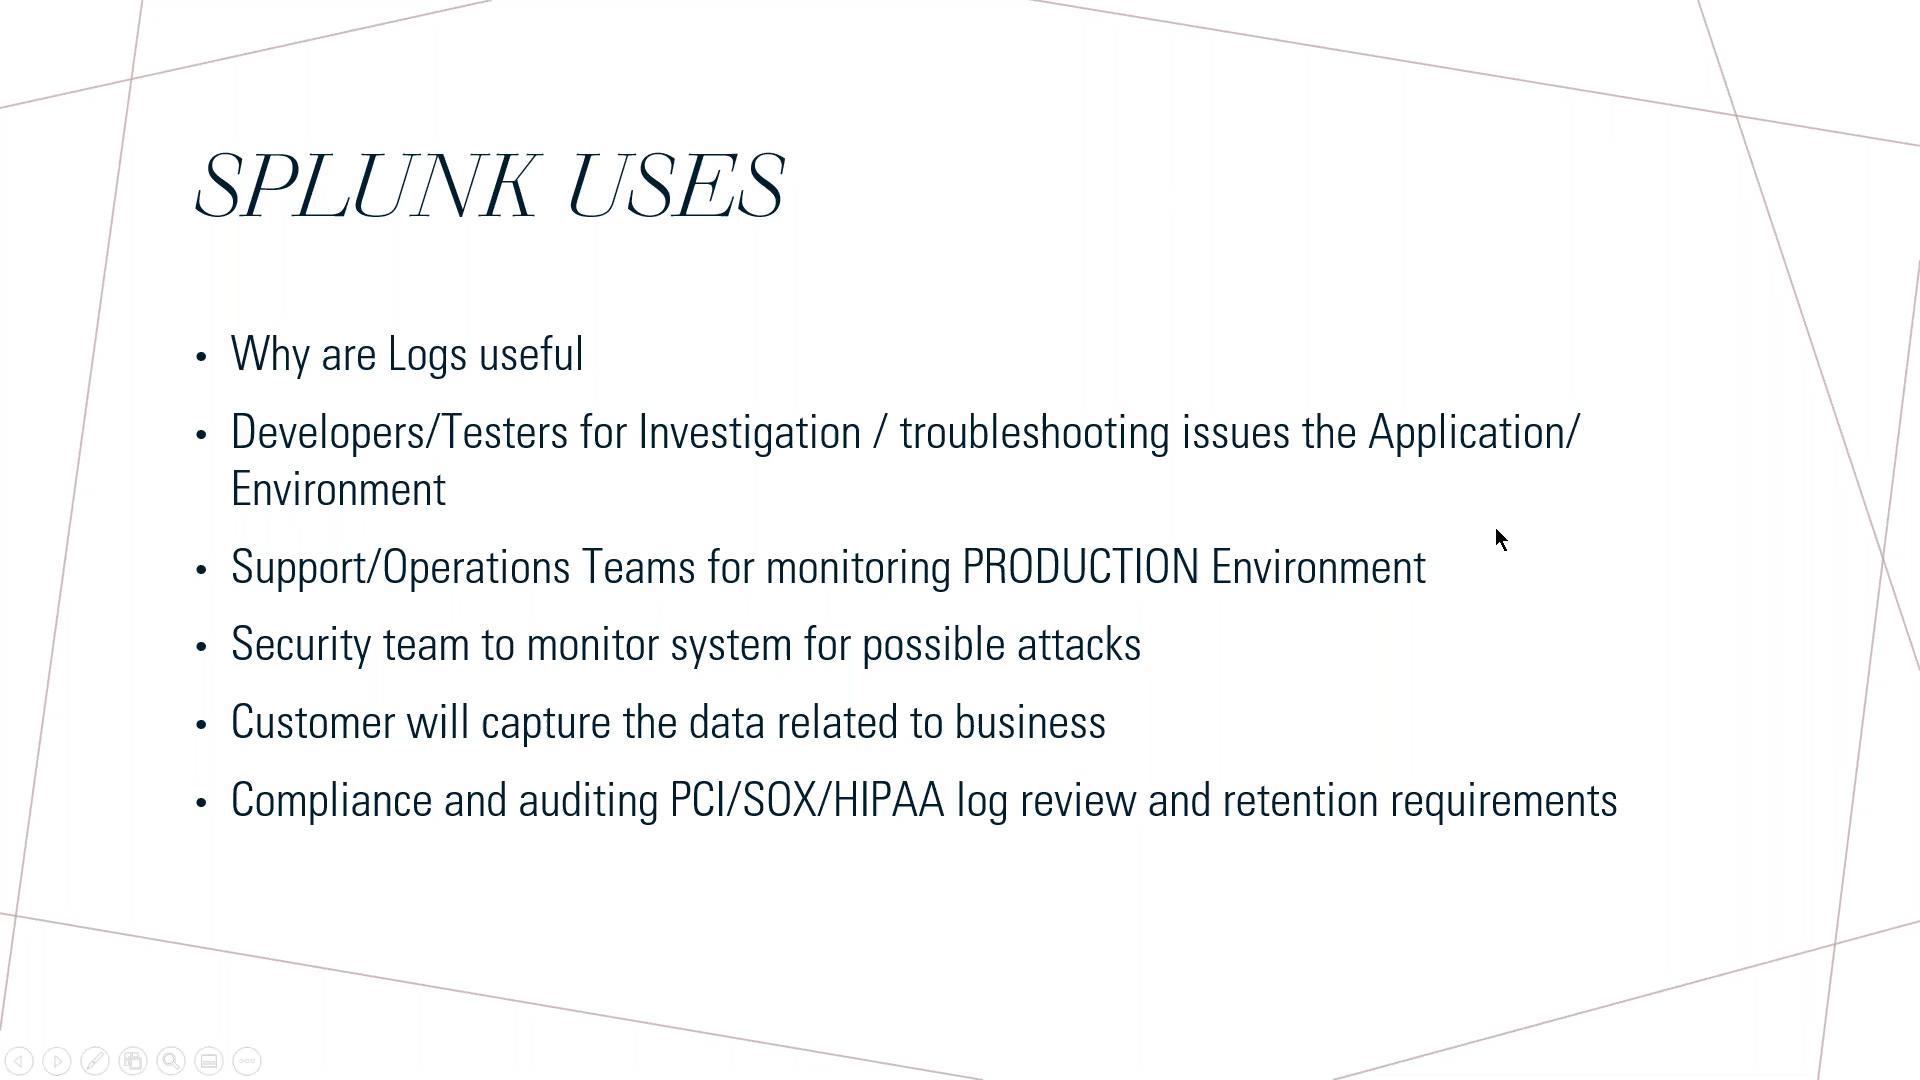 SPLUNK USES
• Why are Logs useful
• Developers/Testers for Investigation / troubleshooting issues the Application/
Environment
• Support/Operations Teams for monitoring PRODUCTION Environment
• Security team to monitor system for possible attacks
• Customer will capture the data related to business
• Compliance and auditing PCI/SOX/HIPAA log review and retention requirements